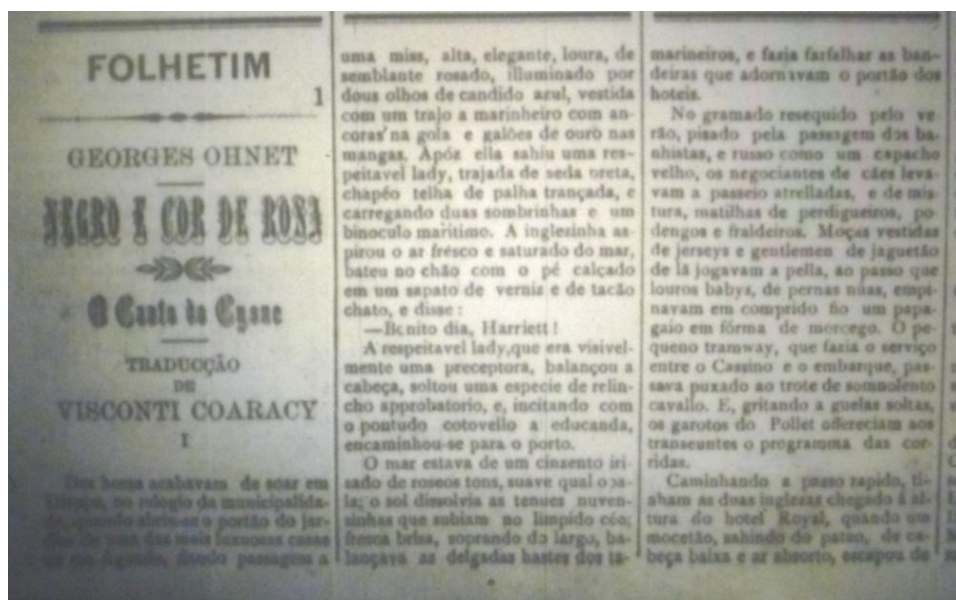 FOLHETIM
1
GEORGES OHNET
NEGRO E COR DE ROSA
O Canto do Cysne
TRADUCÇÃO
DE
VISCONTI COARACY
I
Dez horas acabavam de soar em
Dieppe, no relogio da municipalida-
de, quando abriu-se o portão do jar-
dim de uma das mais luxuosas casas
da rua Aguado, dando passagem a
uma miss, alta, elegante, loura, de
semblante rosado, illuminado por
dous olhos de candido azul, vestida
com um trajo a marinheiro com an-
coras na gola e galões de ouro nas
mangas. Após ella sahiu uma res-
peitavel lady, trajada de seda preta,
chapéo telha de palha trançada, e
carregando duas sombrinhas e um
binoculo maritimo. A inglezinha as-
pirou o ar fresco e saturado do mar,
bateu no chão com o pé calçado
em um sapato de verniz e de tacão
chato, e disse:
—Bonito dia, Harriett!
A respeitavel lady, que era visivel-
mente uma preceptora, balançou a
cabeça, soltou uma especie de relin-
cho approbatorio, e, incitando com
o pontudo cotovello a educanda,
encaminhou-se para o porto.
O mar estava de um cinzento iri-
sado de roseos tons, suave qual opa-
la; o sol dissolvia as tenues nuven-
sinhas que subiam no limpido céo;
fresca brisa, soprando do largo, ba-
lançava as delgadas hastes dos ta-
marineiros, e fazia farfalhar as ban-
deiras que adornavam o portão dos
hoteis.
No gramado resequido pelo ve-
rão, pisado pela passagem dos ba-
nhistas, e russo como um capacho
velho, os negociantes de cães leva-
vam a passeio atrelladas, e de mis-
tura, matilhas de perdigueiros, po-
dengos e fraldeiros. Moças vestidas
de jerseys e gentlemen de jaquetão
de lã jogavam a pella, ao passo que
louros babys, de pernas núas, empi-
navam em comprido fio um papa-
gaio em fórma de morcego. O pe-
queno tramway, que fazia o serviço
entre o Cassino e o embarque, pas-
sava puxado ao trote de somnolento
cavallo. E, gritando a guelas soltas,
os garotos do Pollet offereciam aos
transeuntes o programma das cor-
ridas.
Caminhando a passo rapido, ti-
nham as duas inglezas chegado á al-
tura do hotel Royal, quando um
mocetão, sahindo do pateo, de ca-
beça baixa e ar absorto, escapou de